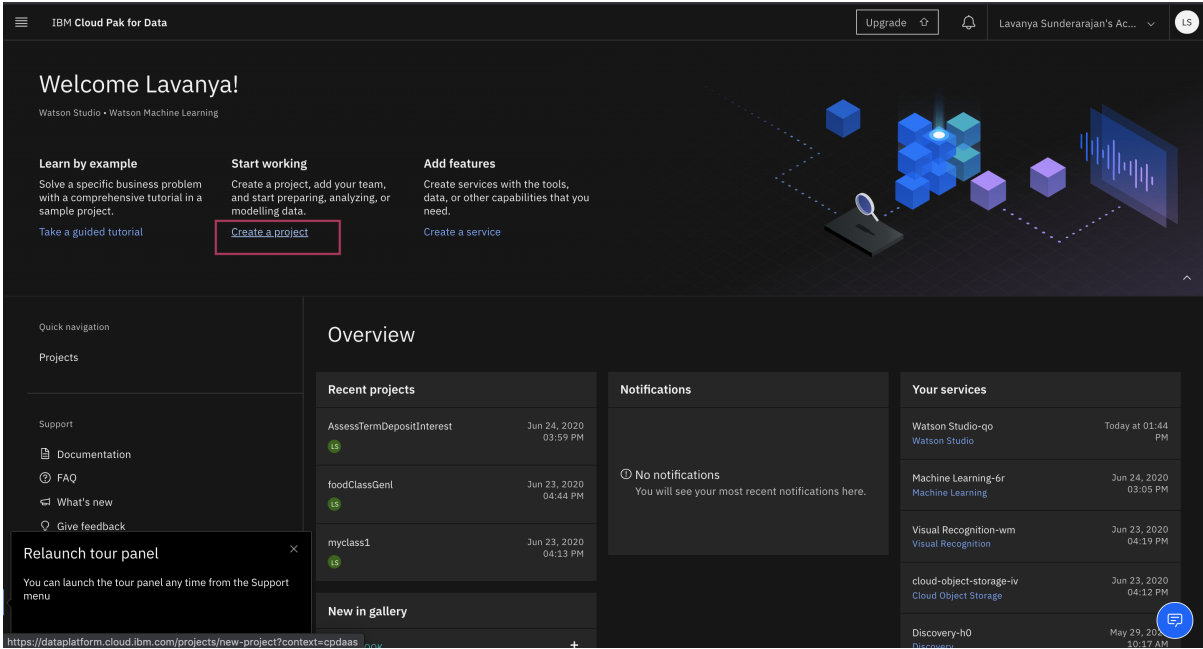 IBM Cloud Pak for Data
Upgrade
Lavanya Sunderarajan's Ac...
LS
Welcome Lavanya!
Watson Studio • Watson Machine Learning
Learn by example
Solve a specific business problem
with a comprehensive tutorial in a
sample project.
Take a guided tutorial
Start working
Create a project, add your team,
and start preparing, analyzing, or
modelling data.
Create a project
Add features
Create services with the tools,
data, or other capabilities that you
need.
Create a service
Quick navigation
Projects
Support
Documentation
FAQ
What's new
Give feedback
Relaunch tour panel
You can launch the tour panel any time from the Support
menu
https://dataplatform.cloud.ibm.com/projects/new-project?context=cpdaas
Overview
Recent projects
AssessTermDepositInterest
Jun 24, 2020
03:59 PM
LS
foodClassGenl
Jun 23, 2020
04:44 PM
LS
myclass1
Jun 23, 2020
04:13 PM
LS
New in gallery
Notifications
No notifications
You will see your most recent notifications here.
Your services
Watson Studio-qo
Today at 01:44
PM
Watson Studio
Machine Learning-6r
Jun 24, 2020
03:05 PM
Machine Learning
Visual Recognition-wm
Jun 23, 2020
04:19 PM
Visual Recognition
cloud-object-storage-iv
Jun 23, 2020
04:12 PM
Cloud Object Storage
Discovery-h0
May 29, 202
10:17 AM
Discovery